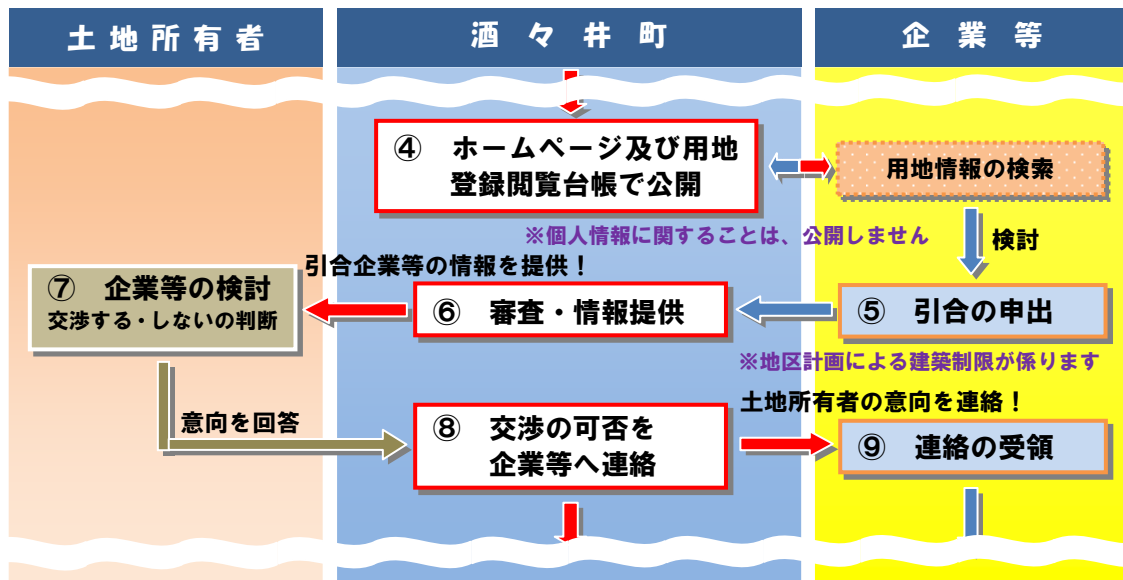 土地所有者
酒々井町
企業等
④ ホームページ及び用地
登録閲覧台帳で公開
用地情報の検索
※個人情報に関することは、公開しません
検討
引合企業等の情報を提供！
⑦ 企業等の検討
交渉する・しないの判断
⑥ 審査・情報提供
⑤ 引合の申出
※地区計画による建築制限が係ります
土地所有者の意向を連絡！
意向を回答
⑧ 交渉の可否を
企業等へ連絡
⑨ 連絡の受領